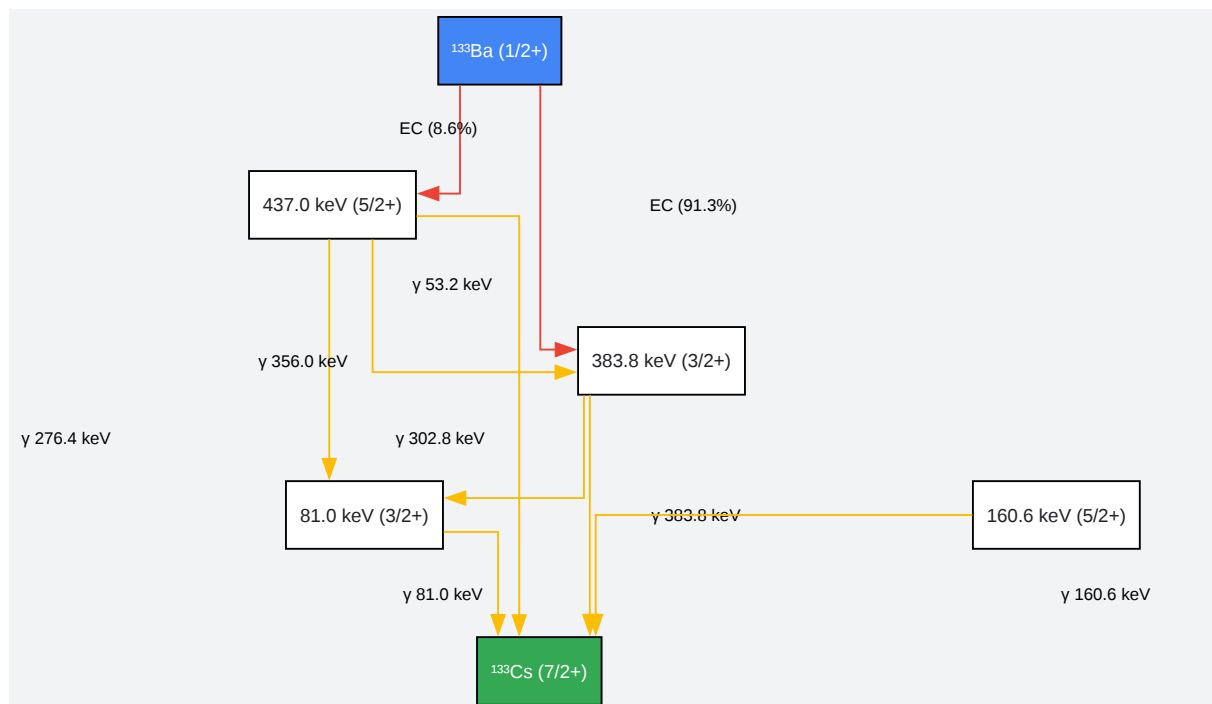 ¹³³Ba (1/2+)
EC (8.6%)
437.0 keV (5/2+)
EC (91.3%)
γ 53.2 keV
γ 356.0 keV
383.8 keV (3/2+)
γ 276.4 keV
γ 302.8 keV
81.0 keV (3/2+)
γ 383.8 keV
160.6 keV (5/2+)
γ 81.0 keV
γ 160.6 keV
¹³³Cs (7/2+)